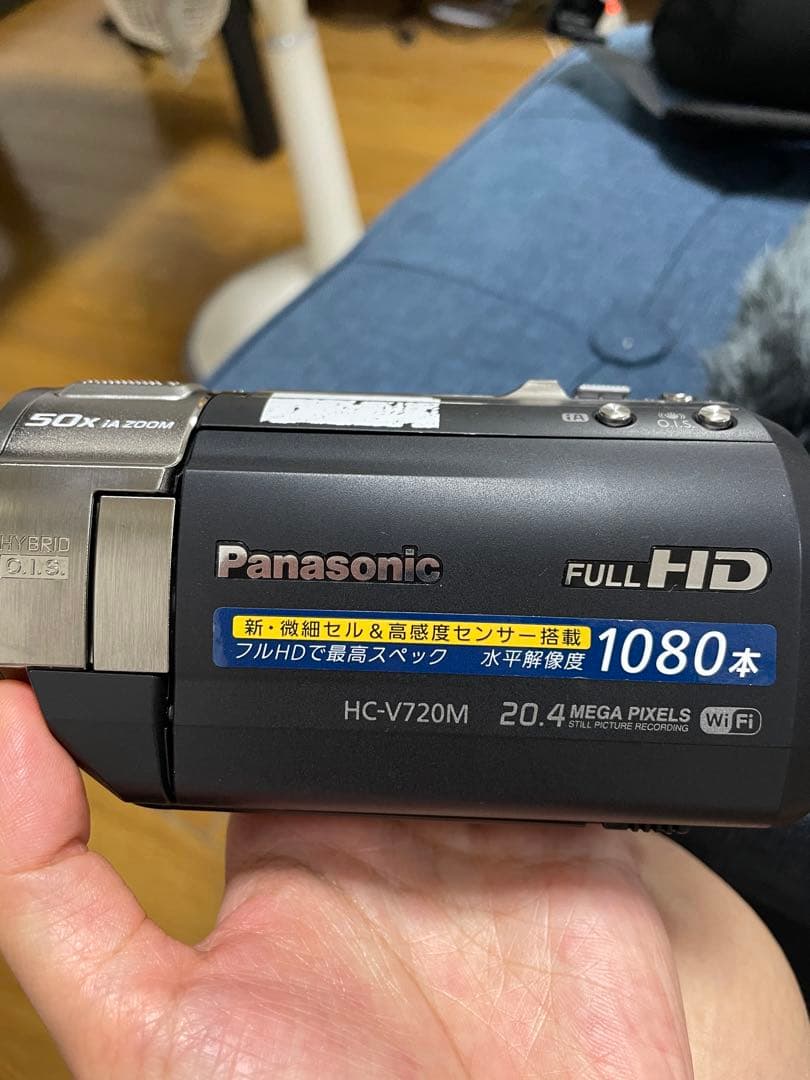 50x iA ZOOM
iA
O.I.S.
HYBRID
O.I.S.
Panasonic
FULL HD
新・微細セル&高感度センサー搭載
フルHDで最高スペック 水平解像度 1080本
HC-V720M
20.4 MEGA PIXELS
STILL PICTURE RECORDING
Wi Fi